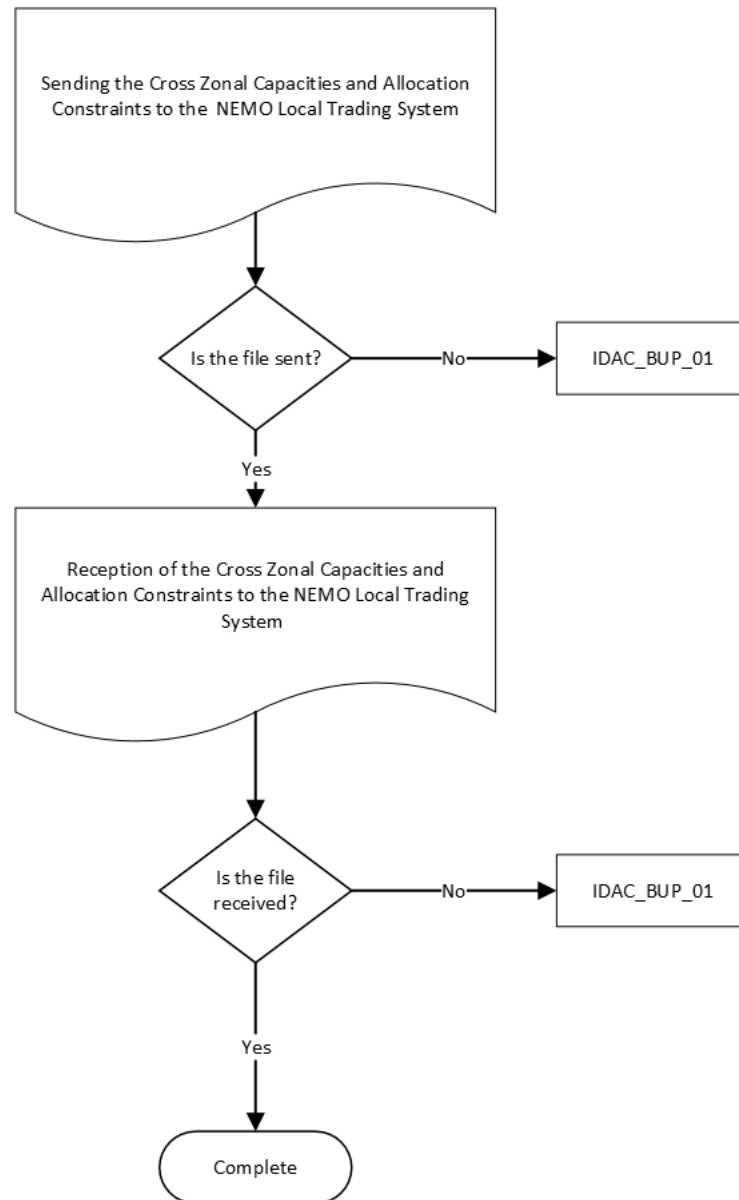 Sending the Cross Zonal Capacities and Allocation
Constraints to the NEMO Local Trading System
Is the file sent?
No
IDAC_BUP_01
Yes
Reception of the Cross Zonal Capacities and
Allocation Constraints to the NEMO Local Trading
System
Is the file
received?
No
IDAC_BUP_01
Yes
Complete